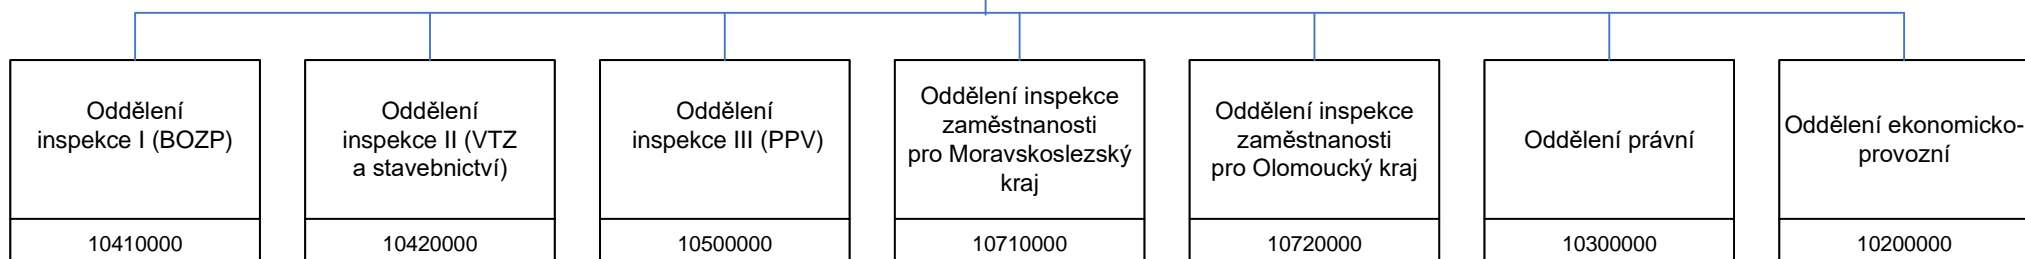 Oddělení
inspekce I (BOZP)
10410000
Oddělení
inspekce II (VTZ
a stavebnictví)
10420000
Oddělení
inspekce III (PPV)
10500000
Oddělení inspekce
zaměstnanosti
pro Moravskoslezský
kraj
10710000
Oddělení inspekce
zaměstnanosti
pro Olomoucký kraj
10720000
Oddělení právní
10300000
Oddělení ekonomicko-
provozní
10200000